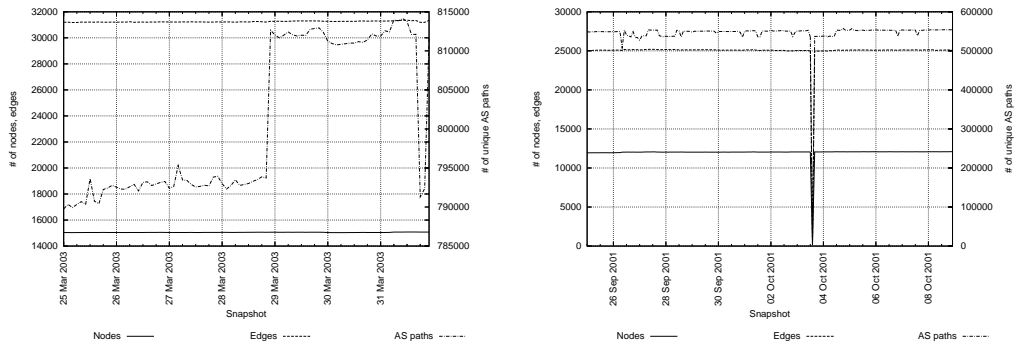 # of nodes, edges
32000
30000
28000
26000
24000
22000
20000
18000
16000
14000
815000
810000
805000
800000
795000
790000
785000
# of unique AS paths
25 Mar 2003
26 Mar 2003
27 Mar 2003
28 Mar 2003
29 Mar 2003
30 Mar 2003
31 Mar 2003
Snapshot
Nodes Edges AS paths
# of nodes, edges
30000
25000
20000
15000
10000
5000
0
600000
500000
400000
300000
200000
100000
0
# of unique AS paths
26 Sep 2001
28 Sep 2001
30 Sep 2001
02 Oct 2001
04 Oct 2001
06 Oct 2001
08 Oct 2001
Snapshot
Nodes Edges AS paths